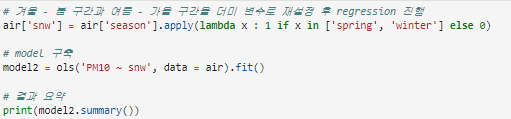 # 겨울 - 봄 구간과 여름 - 가을 구간을 더미 변수로 재설정 후 regression 진행
air['snw'] = air['season'].apply(lambda x : 1 if x in ['spring', 'winter'] else 0)
# model 구축
model2 = ols('PM10 ~ snw', data = air).fit()
# 결과 요약
print(model2.summary())